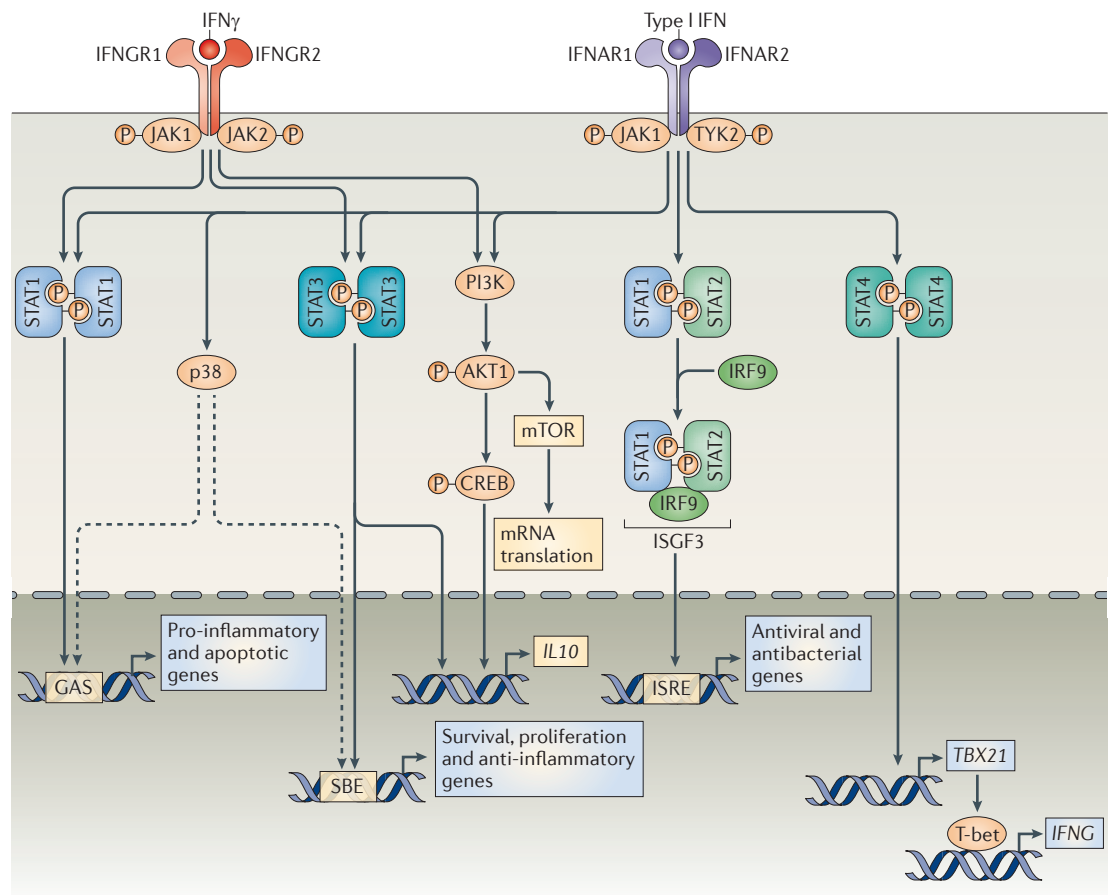 IFNγ
IFNGR1
IFNGR2
Type I IFN
IFNAR1
IFNAR2
P
JAK1
JAK2
P
P
JAK1
TYK2
P
STAT1
P
P
STAT1
STAT3
P
P
STAT3
PI3K
STAT1
P
P
STAT2
STAT4
P
P
STAT4
p38
P
AKT1
IRF9
mTOR
STAT1
P
P
STAT2
IRF9
P
CREB
ISGF3
mRNA
translation
Pro-inflammatory
and apoptotic
genes
GAS
IL10
Antiviral and
antibacterial
genes
ISRE
Survival, proliferation
and anti-inflammatory
genes
SBE
TBX21
T-bet
IFNG